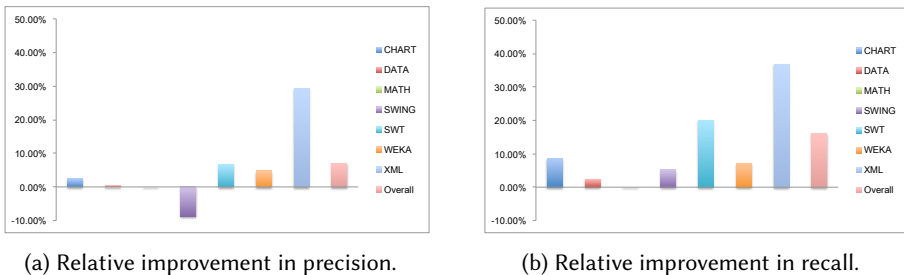 50.00%
40.00%
30.00%
20.00%
10.00%
0.00%
-10.00%
CHART
DATA
MATH
SWING
SWT
WEKA
XML
Overall
(a) Relative improvement in precision.
50.00%
40.00%
30.00%
20.00%
10.00%
0.00%
-10.00%
CHART
DATA
MATH
SWING
SWT
WEKA
XML
Overall
(b) Relative improvement in recall.